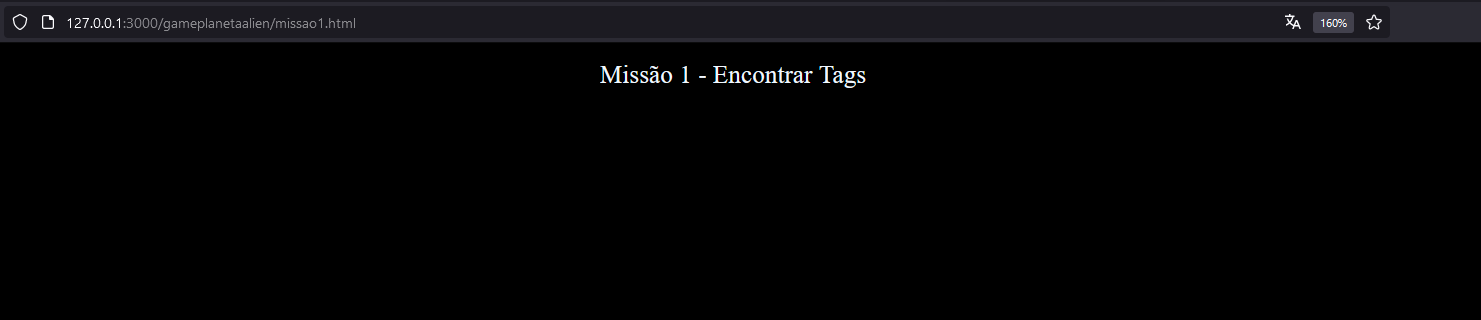 127.0.0.1:3000/gameplanetaalien/missao1.html
160%
Missão 1 - Encontrar Tags